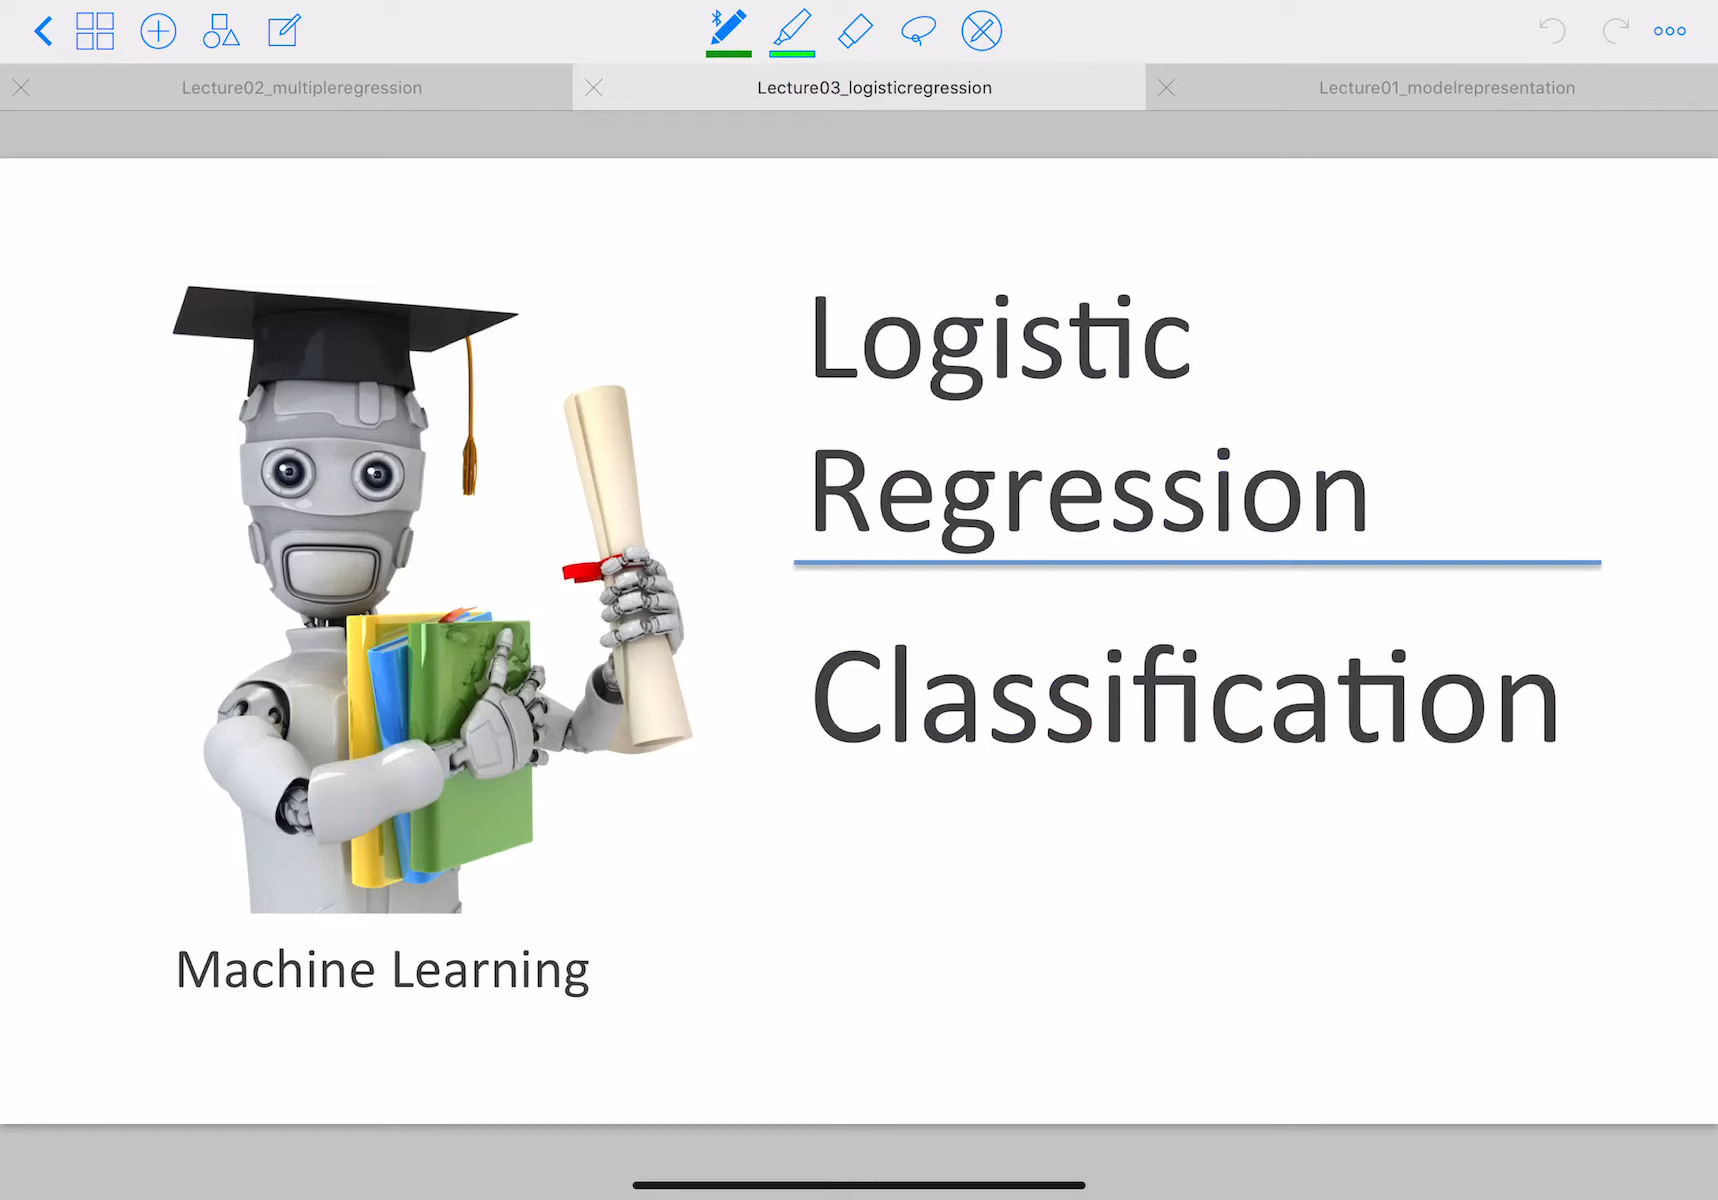 Lecture02_multipleregression
Lecture03_logisticregression
Lecture01_modelrepresentation
Logistic
Regression
Classification
Machine Learning